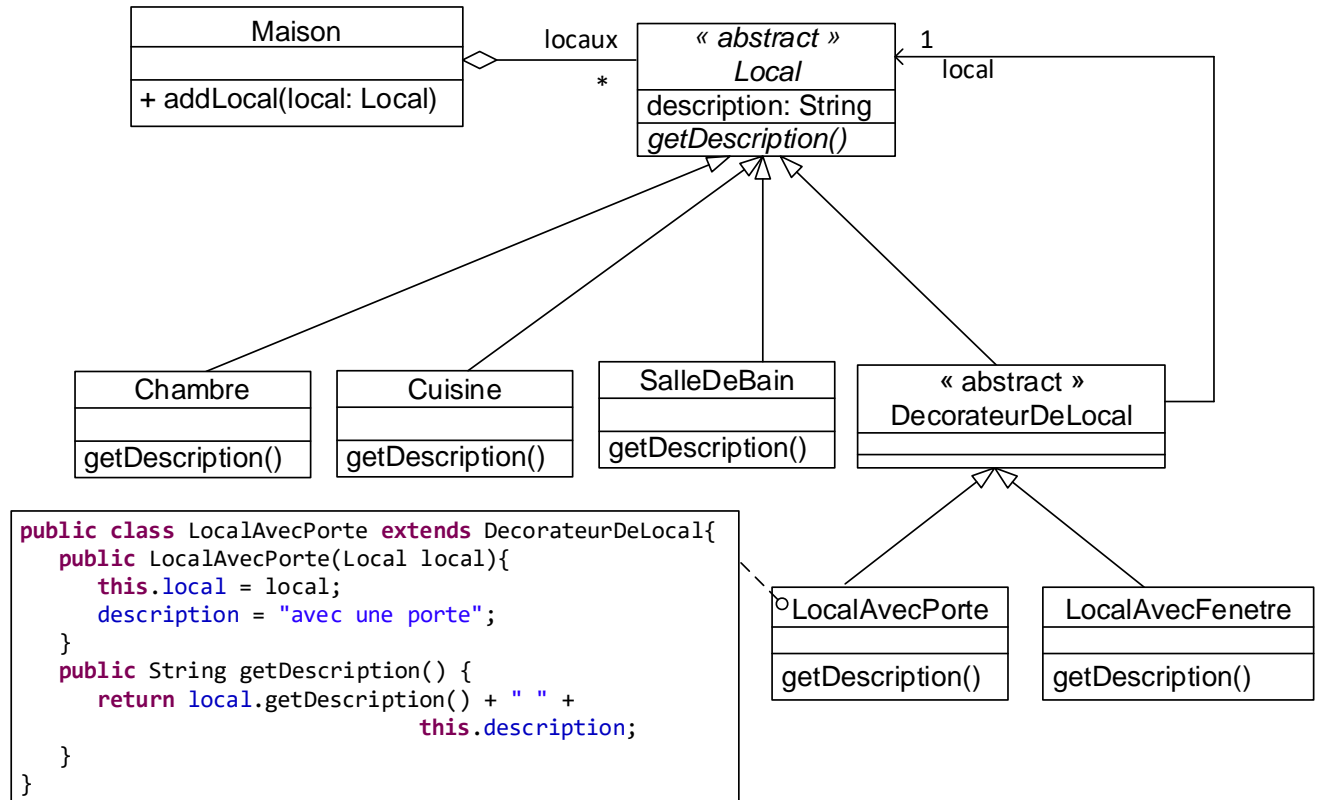 Maison
+ addLocal(local: Local)
locaux
*
« abstract »
Local
description: String
getDescription()
1
local
Chambre
getDescription()
Cuisine
getDescription()
SalleDeBain
getDescription()
« abstract »
DecorateurDeLocal
public class LocalAvecPorte extends DecorateurDeLocal{
public LocalAvecPorte(Local local){
this.local = local;
description = "avec une porte";
}
public String getDescription() {
return local.getDescription() + " " +
this.description;
}
}
LocalAvecPorte
getDescription()
LocalAvecFenetre
getDescription()